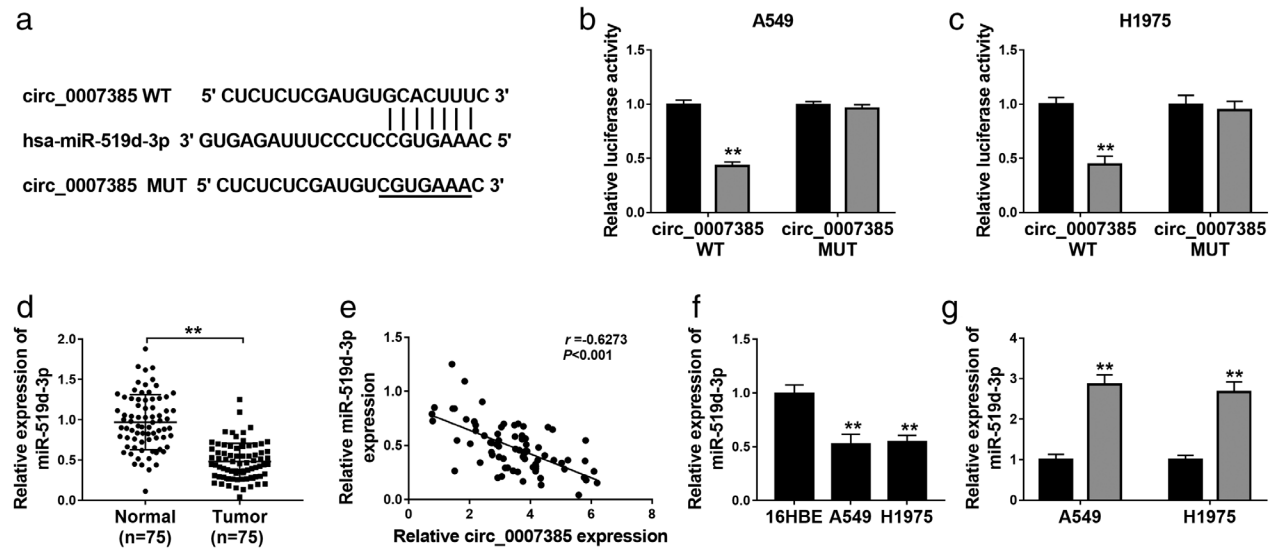 a
circ_0007385 WT 5' CUCUCUCGAUGUGCACUUUC 3'
hsa-miR-519d-3p 3' GUGAGAUUUCCCUCCGUGAAAC 5'
circ_0007385 MUT 5' CUCUCUCGAUGUCGUGAAAC 3'
b
A549
Relative luciferase activity
1.5
1.0
0.5
0.0
**
circ_0007385
WT
circ_0007385
MUT
c
H1975
Relative luciferase activity
1.5
1.0
0.5
0.0
**
circ_0007385
WT
circ_0007385
MUT
d
Relative expression of
miR-519d-3p
2.0
1.5
1.0
0.5
0.0
**
Normal
(n=75)
Tumor
(n=75)
e
Relative miR-519d-3p
expression
1.5
1.0
0.5
0.0
r =-0.6273
P<0.001
0 2 4 6 8
Relative circ_0007385 expression
f
Relative expression of
miR-519d-3p
1.5
1.0
0.5
0.0
** **
16HBE A549 H1975
g
Relative expression of
miR-519d-3p
4
3
2
1
0
** **
A549 H1975